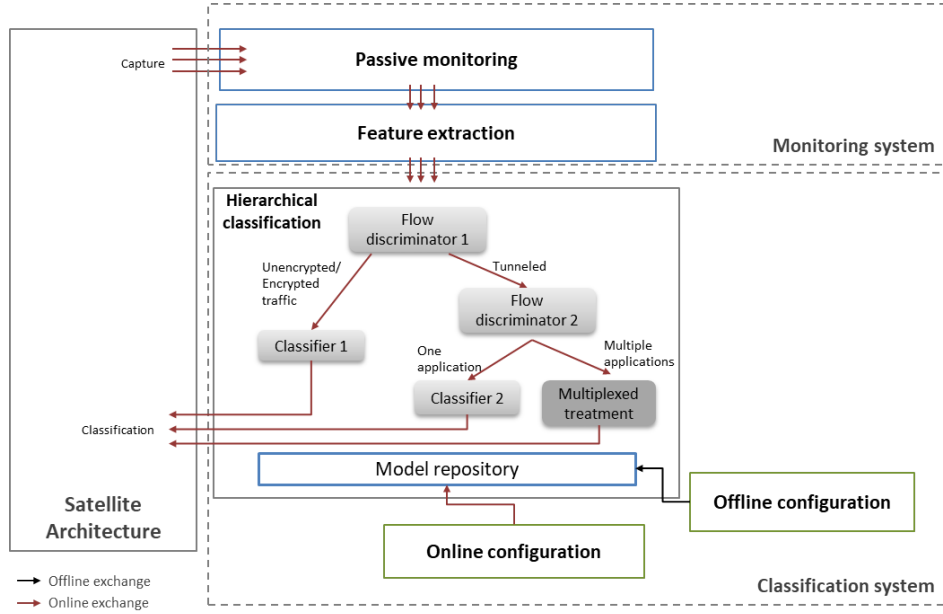 Capture
Passive monitoring
Feature extraction
Monitoring system
Hierarchical
classification
Flow
discriminator 1
Unencrypted/
Encrypted
traffic
Tunneled
Flow
discriminator 2
Classifier 1
One
application
Multiple
applications
Classifier 2
Multiplexed
treatment
Classification
Model repository
Satellite
Architecture
Offline configuration
Online configuration
Offline exchange
Online exchange
Classification system